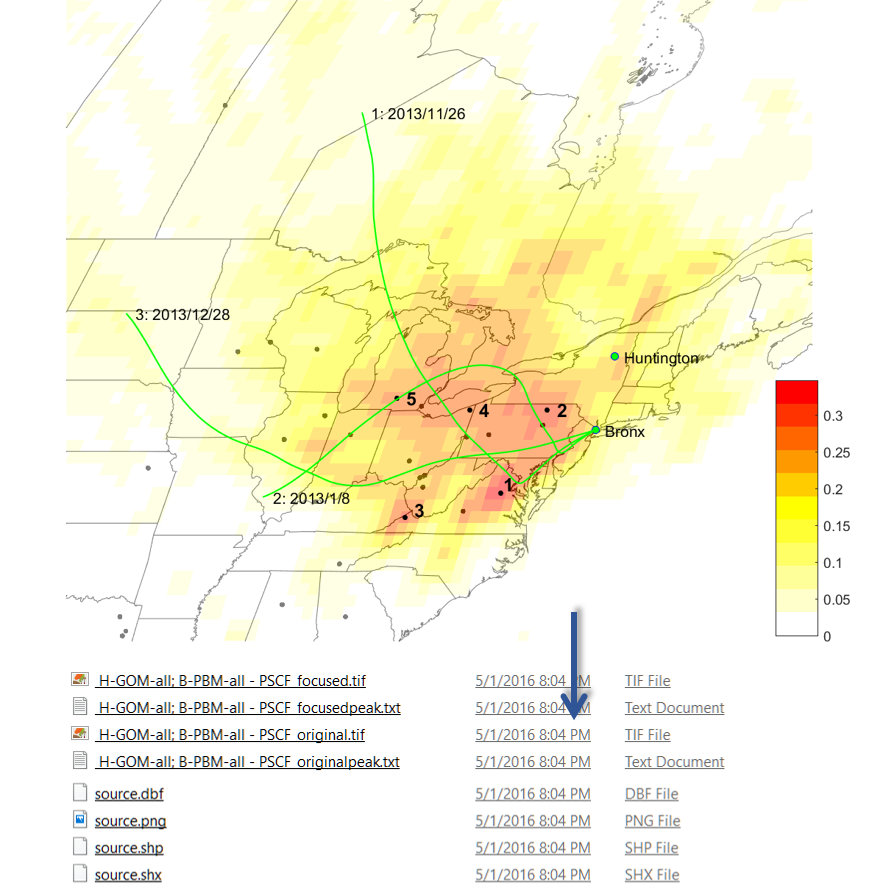 1: 2013/11/26
3: 2013/12/28
Huntington
5
4
2
0.3
Bronx
0.25
1
0.2
2: 2013/1/8
3
0.15
0.1
0.05
0
H-GOM-all; B-PBM-all - PSCF_focused.tif 5/1/2016 8:04 PM TIF File
H-GOM-all; B-PBM-all - PSCF_focusedpeak.txt 5/1/2016 8:04 PM Text Document
H-GOM-all; B-PBM-all - PSCF_original.tif 5/1/2016 8:04 PM TIF File
H-GOM-all; B-PBM-all - PSCF_originalpeak.txt 5/1/2016 8:04 PM Text Document
source.dbf 5/1/2016 8:04 PM DBF File
source.png 5/1/2016 8:04 PM PNG File
source.shp 5/1/2016 8:04 PM SHP File
source.shx 5/1/2016 8:04 PM SHX File